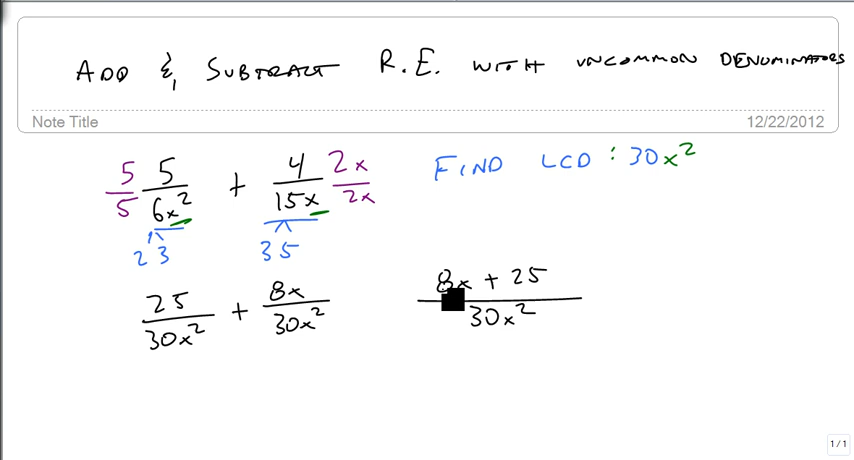 ADD & SUBTRACT R.E. WITH UNCOMMON DENOMINATORS
Note Title
12/22/2012
5/5 5/6x² + 4/15x 2x/2x
FIND LCD : 30x²
2 3
3 5
25/30x² + 8x/30x²
8x + 25/30x²
1 / 1